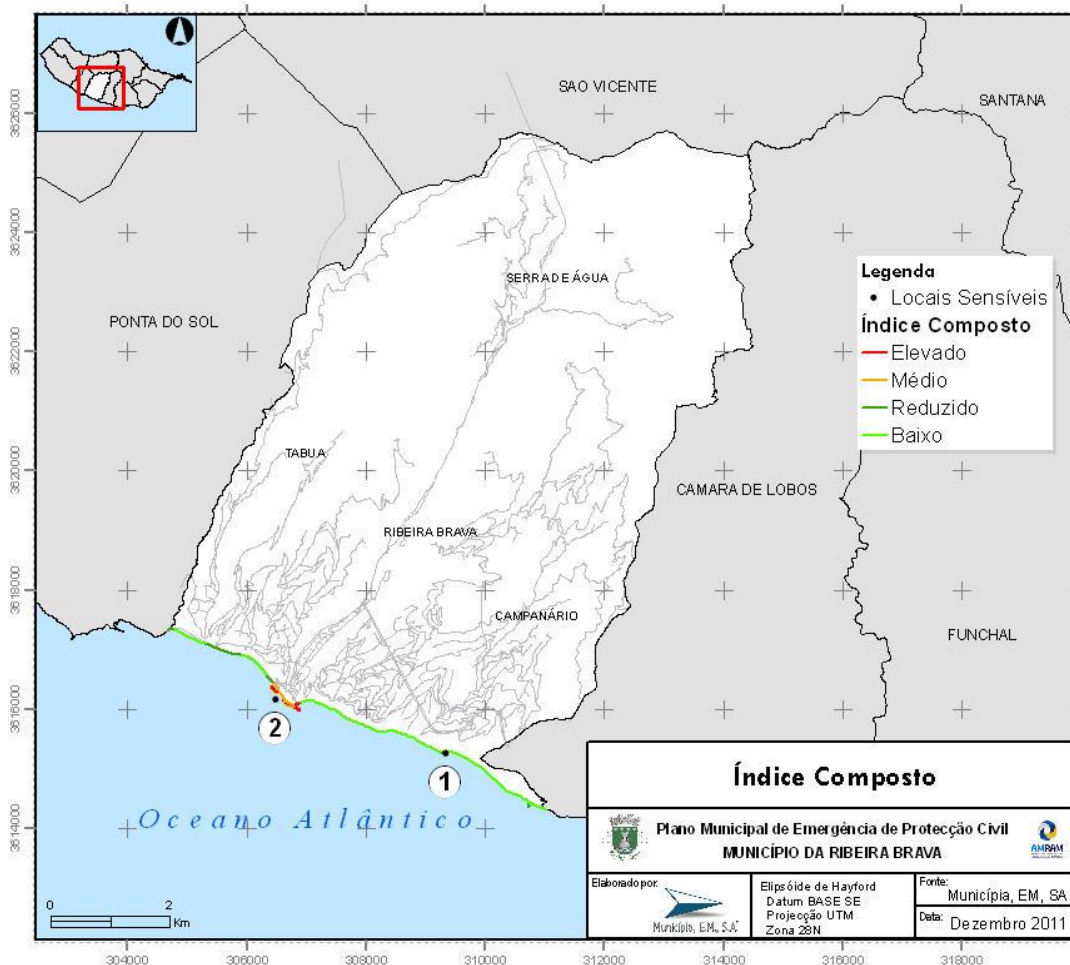 SAO VICENTE
SANTANA
PONTA DO SOL
SERRA DE ÁGUA
TABUA
RIBEIRA BRAVA
CAMPANÁRIO
CAMARA DE LOBOS
FUNCHAL
Legenda
Locais Sensíveis
Índice Composto
Elevado
Médio
Reduzido
Baixo
2
1
Oceano Atlântico
0 2
Km
Índice Composto
Plano Municipal de Emergência de Protecção Civil
MUNICÍPIO DA RIBEIRA BRAVA
AMRAM
Elaborado por:
Municípia, E.M., S.A.
Elipsóide de Hayford
Datum BASE SE
Projecção UTM
Zona 28N
Fonte:
Municípia, EM, SA
Data: Dezembro 2011
3626000
3624000
3622000
3620000
3618000
3616000
3614000
304000 306000 308000 310000 312000 314000 316000 318000